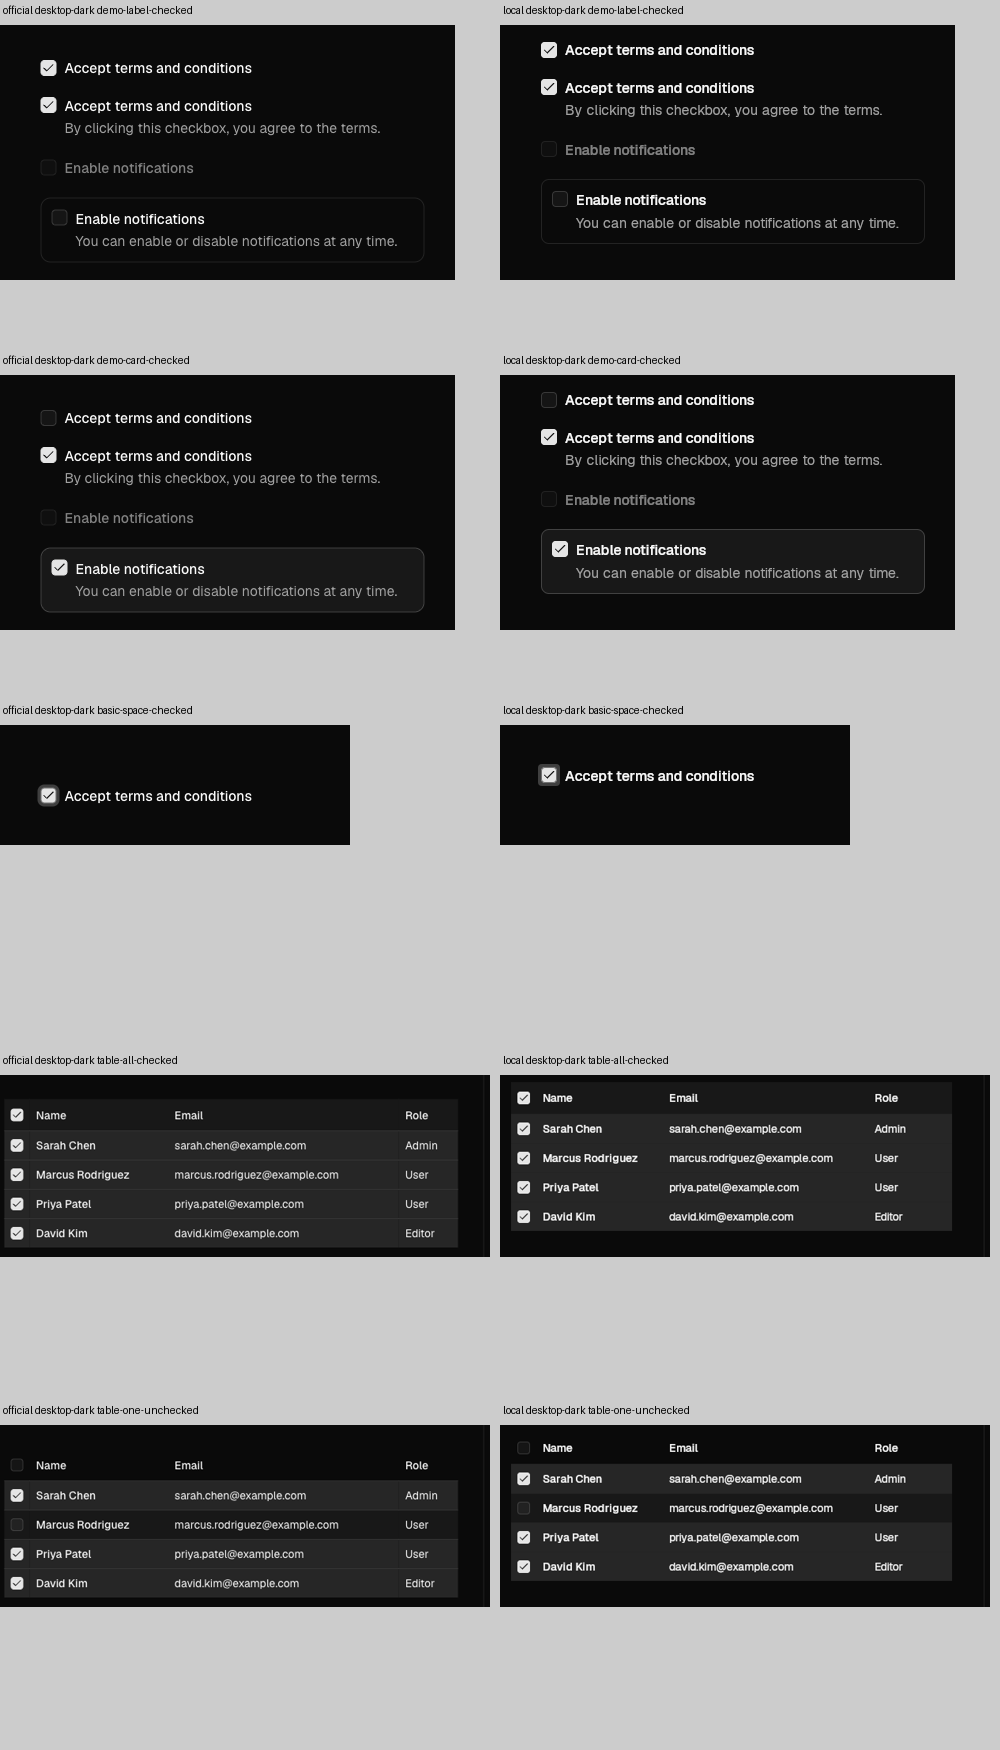 official desktop-dark demo-label-checked
Accept terms and conditions
Accept terms and conditions
By clicking this checkbox, you agree to the terms.
Enable notifications
Enable notifications
You can enable or disable notifications at any time.
local desktop-dark demo-label-checked
Accept terms and conditions
Accept terms and conditions
By clicking this checkbox, you agree to the terms.
Enable notifications
Enable notifications
You can enable or disable notifications at any time.
official desktop-dark demo-card-checked
Accept terms and conditions
Accept terms and conditions
By clicking this checkbox, you agree to the terms.
Enable notifications
Enable notifications
You can enable or disable notifications at any time.
local desktop-dark demo-card-checked
Accept terms and conditions
Accept terms and conditions
By clicking this checkbox, you agree to the terms.
Enable notifications
Enable notifications
You can enable or disable notifications at any time.
official desktop-dark basic-space-checked
Accept terms and conditions
local desktop-dark basic-space-checked
Accept terms and conditions
official desktop-dark table-all-checked
Name Email Role
Sarah Chen sarah.chen@example.com Admin
Marcus Rodriguez marcus.rodriguez@example.com User
Priya Patel priya.patel@example.com User
David Kim david.kim@example.com Editor
local desktop-dark table-all-checked
Name Email Role
Sarah Chen sarah.chen@example.com Admin
Marcus Rodriguez marcus.rodriguez@example.com User
Priya Patel priya.patel@example.com User
David Kim david.kim@example.com Editor
official desktop-dark table-one-unchecked
Name Email Role
Sarah Chen sarah.chen@example.com Admin
Marcus Rodriguez marcus.rodriguez@example.com User
Priya Patel priya.patel@example.com User
David Kim david.kim@example.com Editor
local desktop-dark table-one-unchecked
Name Email Role
Sarah Chen sarah.chen@example.com Admin
Marcus Rodriguez marcus.rodriguez@example.com User
Priya Patel priya.patel@example.com User
David Kim david.kim@example.com Editor